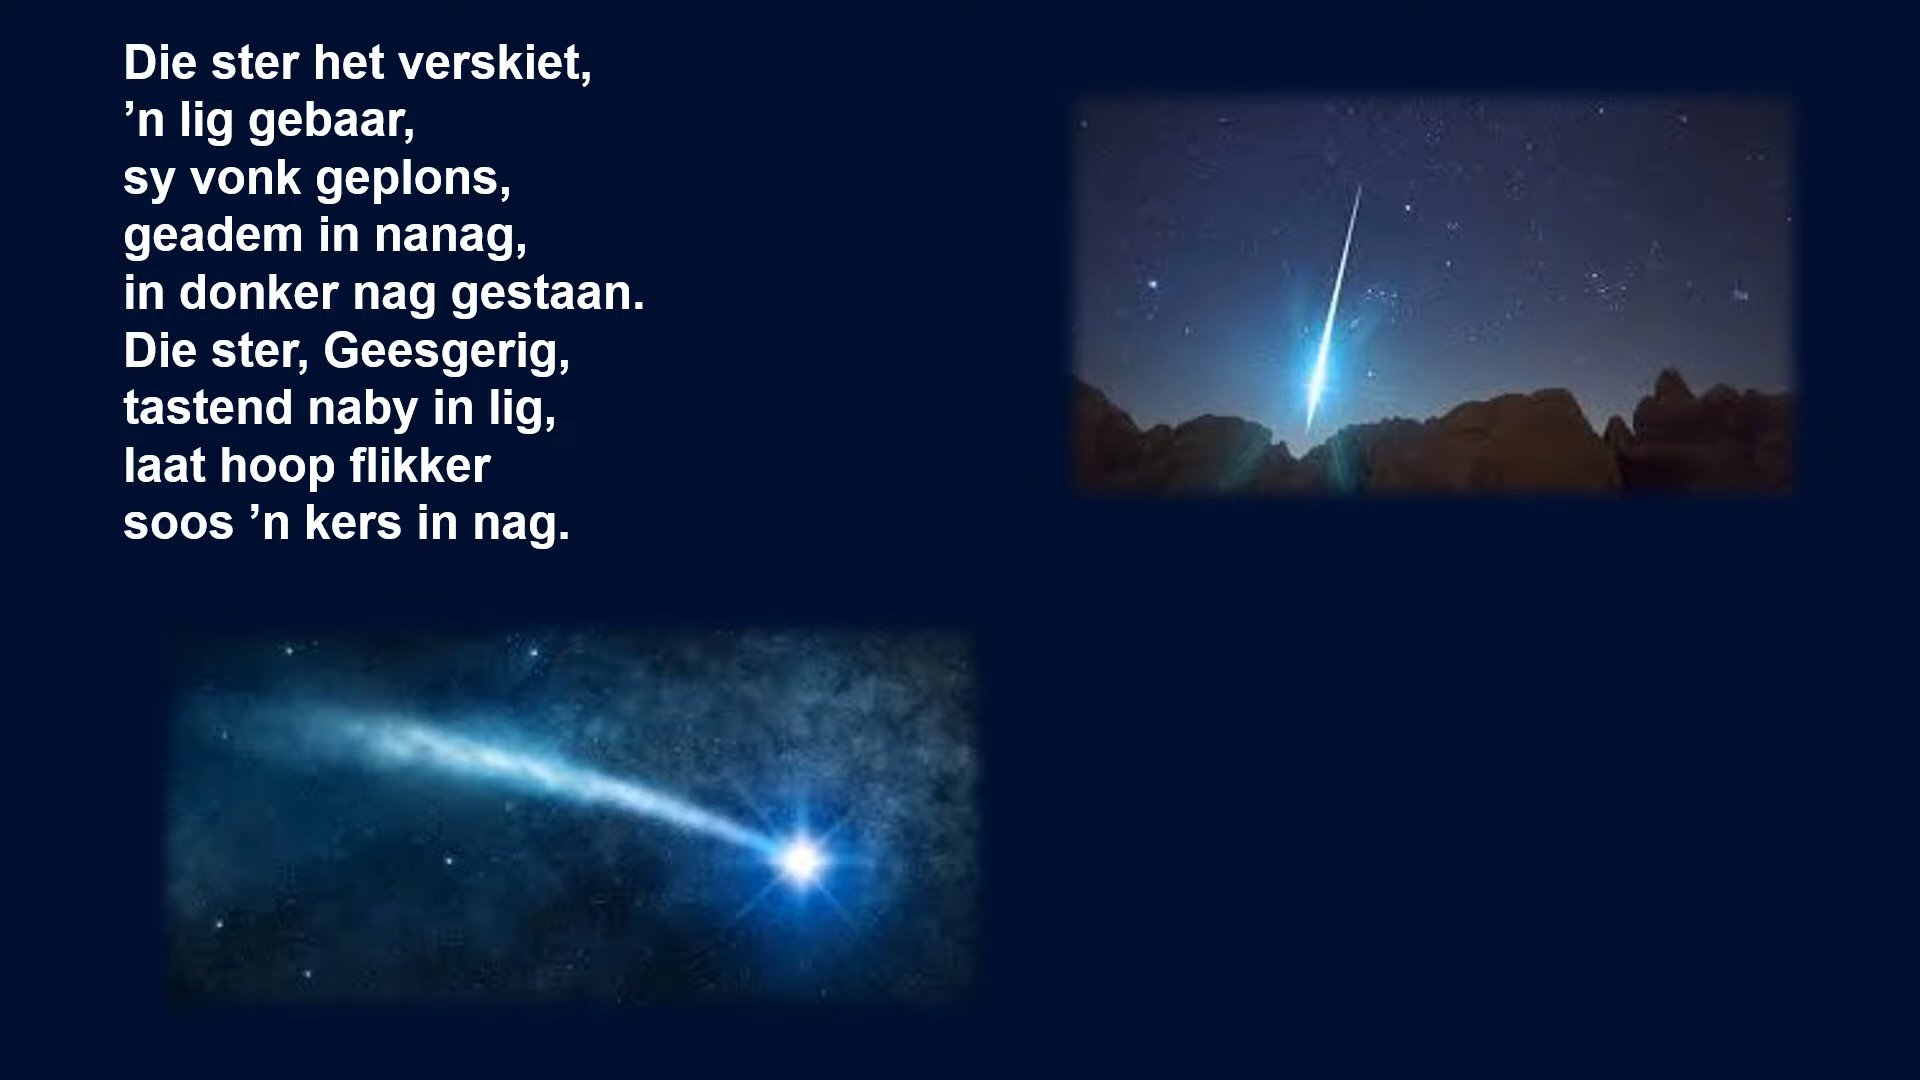 Die ster het verskiet,
’n lig gebaar,
sy vonk geplons,
geadem in nanag,
in donker nag gestaan.
Die ster, Geesgerig,
tastend naby in lig,
laat hoop flikker
soos ’n kers in nag.